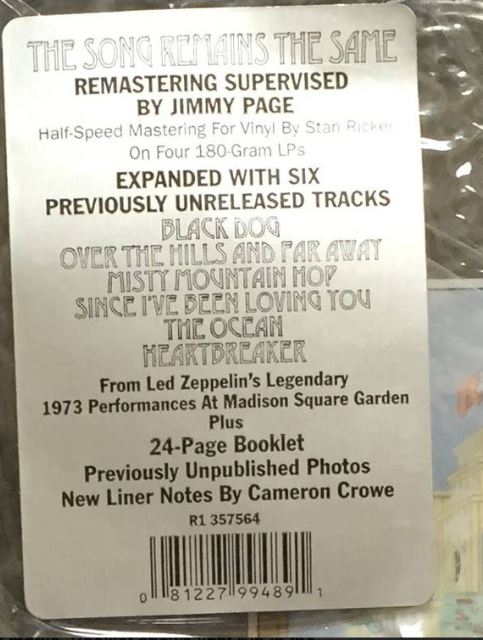 THE SONG REMAINS THE SAME
REMASTERING SUPERVISED
BY JIMMY PAGE
Half-Speed Mastering For Vinyl By Stan Ricker
On Four 180-Gram LPs
EXPANDED WITH SIX
PREVIOUSLY UNRELEASED TRACKS
BLACK DOG
OVER THE HILLS AND FAR AWAY
MISTY MOUNTAIN HOP
SINCE I'VE BEEN LOVING YOU
THE OCEAN
HEARTBREAKER
From Led Zeppelin's Legendary
1973 Performances At Madison Square Garden
Plus
24-Page Booklet
Previously Unpublished Photos
New Liner Notes By Cameron Crowe
R1 357564
0 81227 99489 1